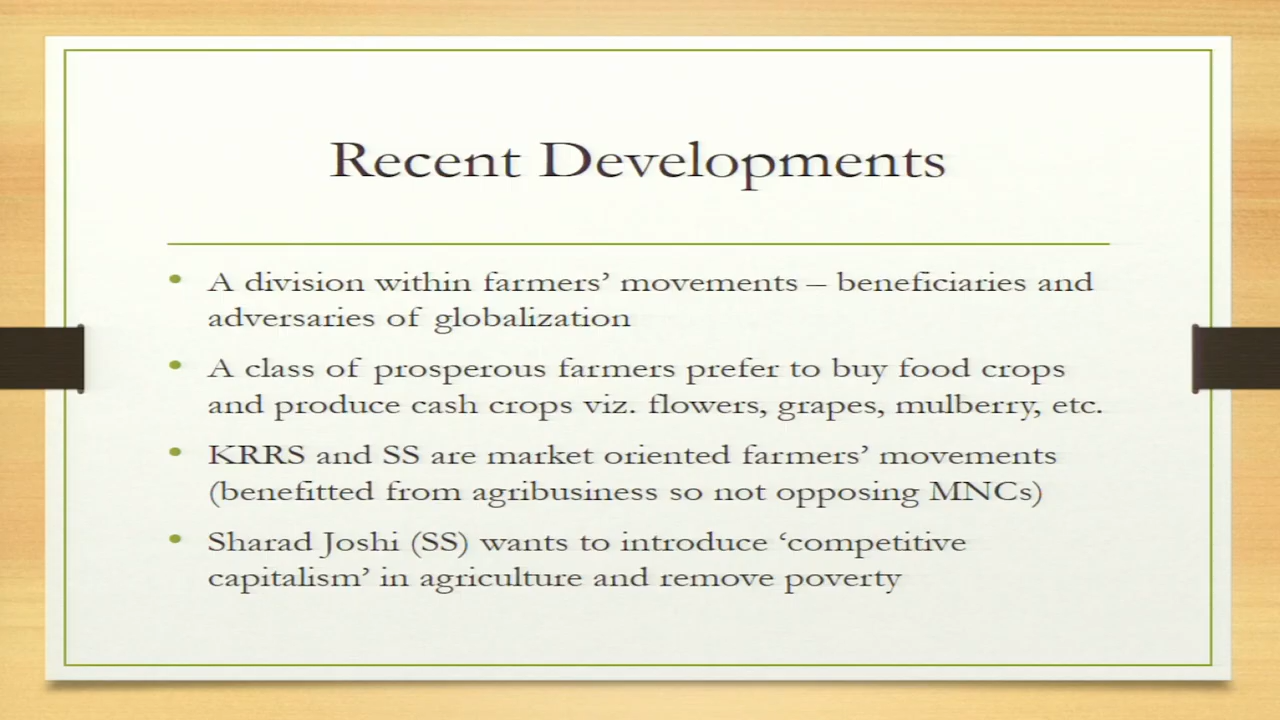 Recent Developments
• A division within farmers’ movements – beneficiaries and
adversaries of globalization
• A class of prosperous farmers prefer to buy food crops
and produce cash crops viz. flowers, grapes, mulberry, etc.
• KRRS and SS are market oriented farmers’ movements
(benefitted from agribusiness so not opposing MNCs)
• Sharad Joshi (SS) wants to introduce ‘competitive
capitalism’ in agriculture and remove poverty